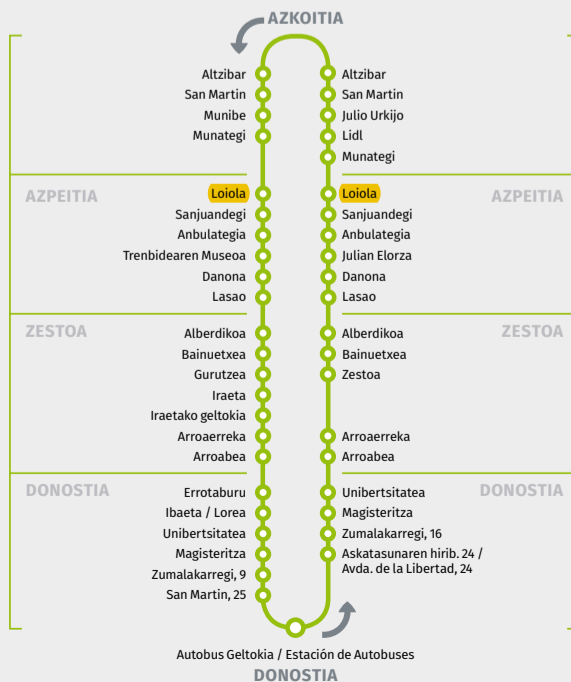 AZKOITIA
Altzibar
San Martin
Munibe
Munategi
Altzibar
San Martin
Julio Urkijo
Lidl
Munategi
AZPEITIA
Loiola
Sanjuandegi
Anbulategia
Trenbidearen Museoa
Danona
Lasao
Loiola
Sanjuandegi
Anbulategia
Julian Elorza
Danona
Lasao
AZPEITIA
ZESTOA
Alberdikoa
Bainuetxea
Gurutzea
Iraeta
Iraetako geltokia
Arroaerreka
Arroabea
Alberdikoa
Bainuetxea
Zestoa
Arroaerreka
Arroabea
ZESTOA
DONOSTIA
Errotaburu
Ibaeta / Lorea
Unibertsitatea
Magisteritza
Zumalakarregi, 9
San Martin, 25
Unibertsitatea
Magisteritza
Zumalakarregi, 16
Askatasunaren hirib. 24 /
Avda. de la Libertad, 24
DONOSTIA
Autobus Geltokia / Estación de Autobuses
DONOSTIA